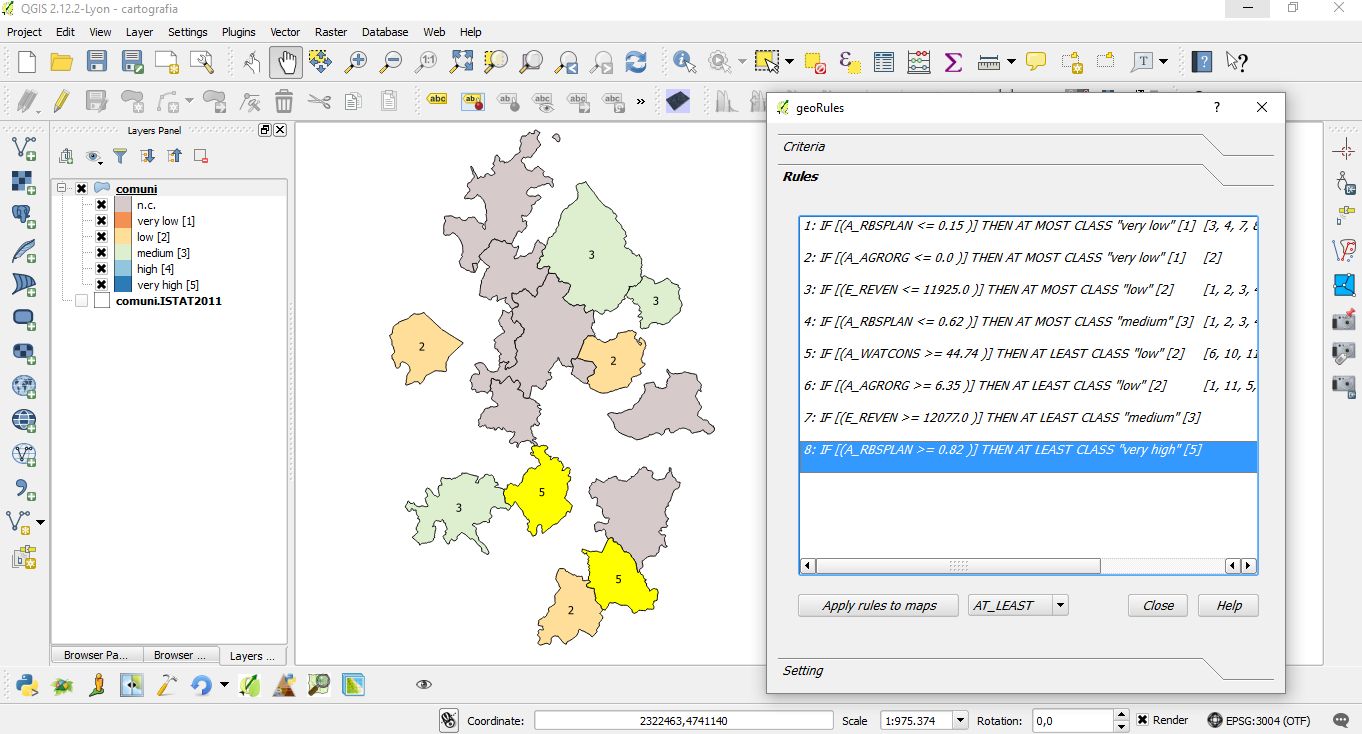 QGIS 2.12.2-Lyon - cartografia
Project Edit View Layer Settings Plugins Vector Raster Database Web Help
abc
Layers Panel
comuni
n.c.
very low [1]
low [2]
medium [3]
high [4]
very high [5]
comuni.ISTAT2011
Browser Pa... Browser ... Layers ...
3
3
2
2
3
5
5
2
geoRules
Criteria
Rules
1: IF [(A_RBSPLAN <= 0.15 )] THEN AT MOST CLASS "very low" [1] [3, 4, 7, 8
2: IF [(A_AGRORG <= 0.0 )] THEN AT MOST CLASS "very low" [1] [2]
3: IF [(E_REVEN <= 11925.0 )] THEN AT MOST CLASS "low" [2] [1, 2, 3, 4
4: IF [(A_RBSPLAN <= 0.62 )] THEN AT MOST CLASS "medium" [3] [1, 2, 3, 4
5: IF [(A_WATCONS >= 44.74 )] THEN AT LEAST CLASS "low" [2] [6, 10, 11
6: IF [(A_AGRORG >= 6.35 )] THEN AT LEAST CLASS "low" [2] [1, 11, 5,
7: IF [(E_REVEN >= 12077.0 )] THEN AT LEAST CLASS "medium" [3]
8: IF [(A_RBSPLAN >= 0.82 )] THEN AT LEAST CLASS "very high" [5]
Apply rules to maps AT_LEAST Close Help
Setting
Coordinate: 2322463,4741140 Scale 1:975.374 Rotation: 0,0 Render EPSG:3004 (OTF)